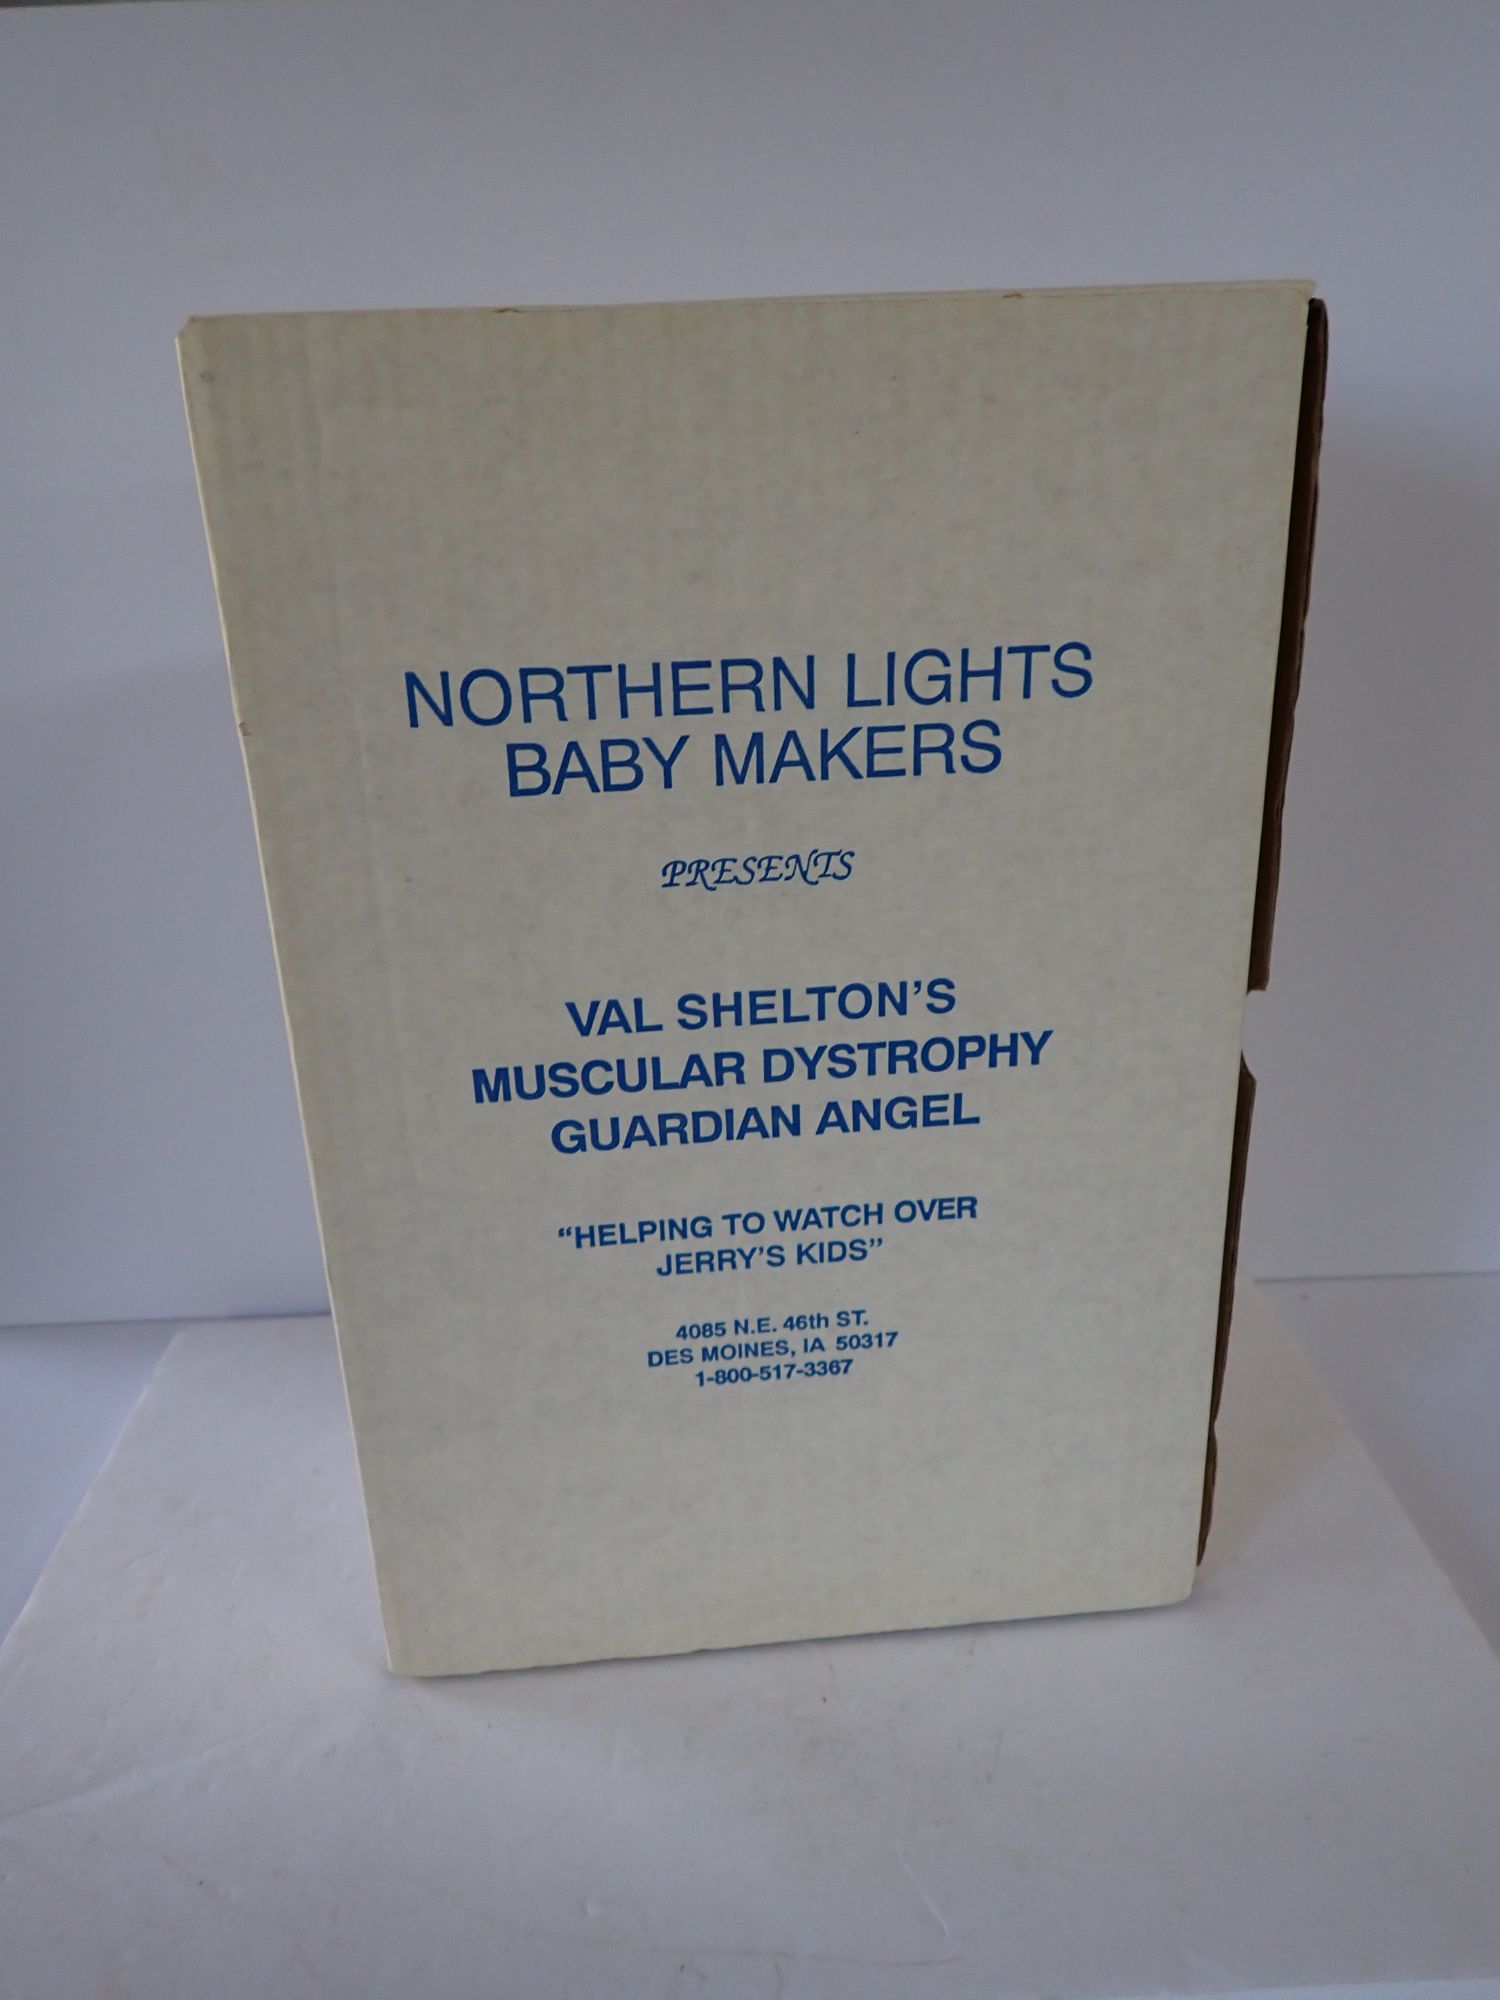 NORTHERN LIGHTS
BABY MAKERS
PRESENTS
VAL SHELTON'S
MUSCULAR DYSTROPHY
GUARDIAN ANGEL
“HELPING TO WATCH OVER
JERRY'S KIDS”
4085 N.E. 46th ST.
DES MOINES, IA 50317
1-800-517-3367